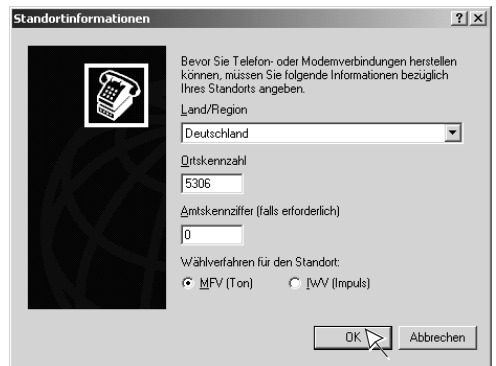 Standortinformationen
Bevor Sie Telefon- oder Modemverbindungen herstellen
können, müssen Sie folgende Informationen bezüglich
Ihres Standorts angeben.
Land/Region
Deutschland
Ortskennzahl
5306
Amtskennziffer (falls erforderlich)
0
Wählverfahren für den Standort:
MFV (Ton) IWV (Impuls)
OK Abbrechen